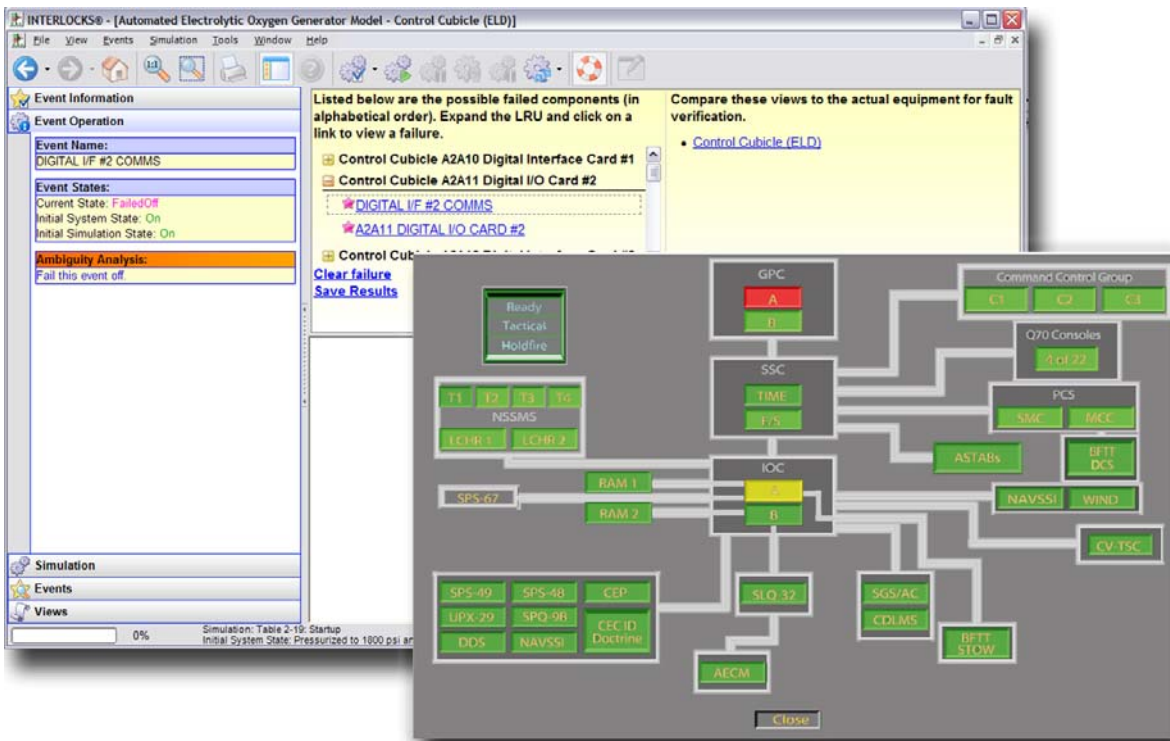 INTERLOCKS® - [Automated Electrolytic Oxygen Generator Model - Control Cubicle (ELD)]
File View Events Simulation Tools Window Help
Event Information
Event Operation
Event Name:
DIGITAL I/F #2 COMMS
Event States:
Current State: FailedOff
Initial System State: On
Initial Simulation State: On
Ambiguity Analysis:
Fail this event off.
Simulation
Events
Views
0%
Simulation: Table 2-19: Startup
Initial System State: Pressurized to 1800 psi
Listed below are the possible failed components (in
alphabetical order). Expand the LRU and click on a
link to view a failure.
Control Cubicle A2A10 Digital Interface Card #1
Control Cubicle A2A11 Digital I/O Card #2
DIGITAL I/F #2 COMMS
A2A11 DIGITAL I/O CARD #2
Clear failure
Save Results
Compare these views to the actual equipment for fault
verification.
Control Cubicle (ELD)
Ready
Tactical
Holdfire
GPC
A
B
Command Control Group
C1 C2 C3
Q70 Consoles
4 of 22
SSC
TIME
F/S
PCS
SMC MCC
T1 T2 T3 T4
NSSMS
LCHR 1 LCHR 2
ASTABs
BFTT
DCS
IOC
A
B
RAM 1
SPS-67
RAM 2
NAVSSI WIND
CV-TSC
SPS-49 SPS-48 CEP
UPX-29 SPQ-9B
CEC ID
Doctrine
DDS NAVSSI
SLQ-32
SGS/AC
CDLMS
BFTT
STOW
AECM
Close